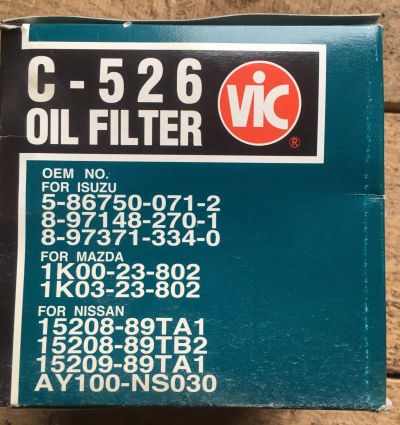 C-526
OIL FILTER
VIC
®
OEM NO.
FOR ISUZU
5-86750-071-2
8-97148-270-1
8-97371-334-0
FOR MAZDA
1K00-23-802
1K03-23-802
FOR NISSAN
15208-89TA1
15208-89TB2
15209-89TA1
AY100-NS030